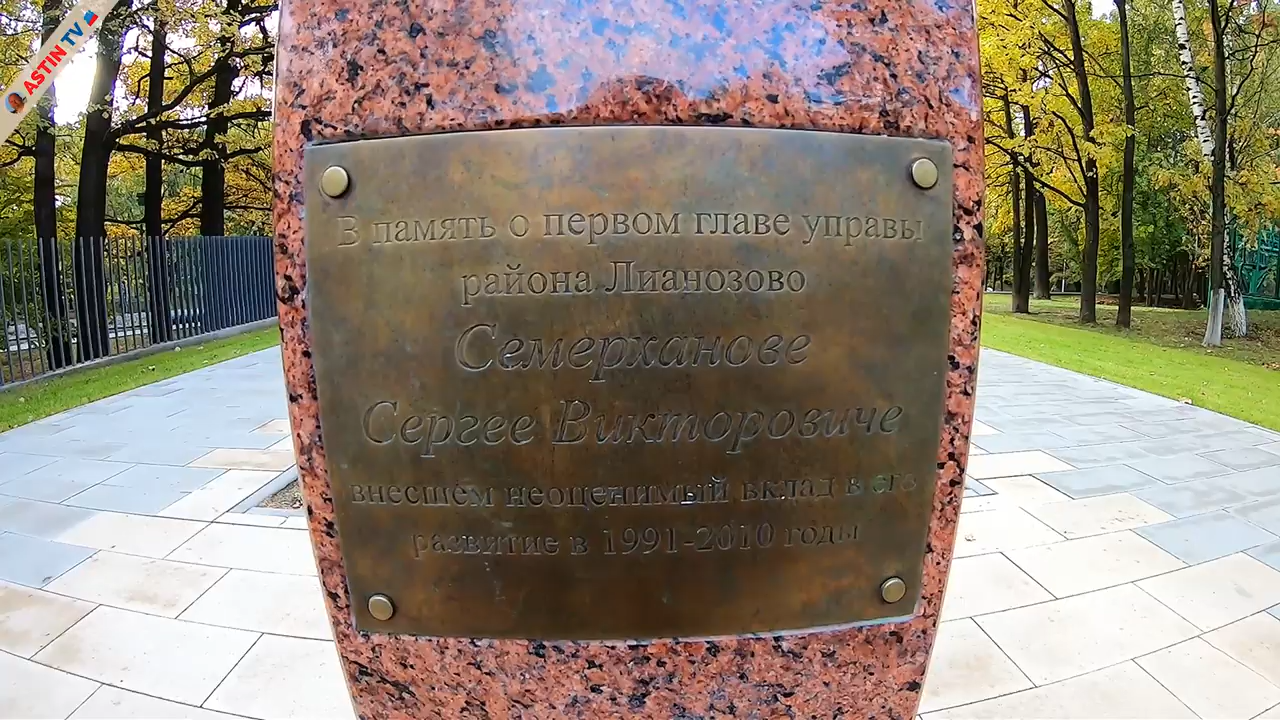 ASTIN TV
В память о первом главе управы
района Лианозово
Семерханове
Сергее Викторовиче
внесшем неоценимый вклад в его
развитие в 1991-2010 годы